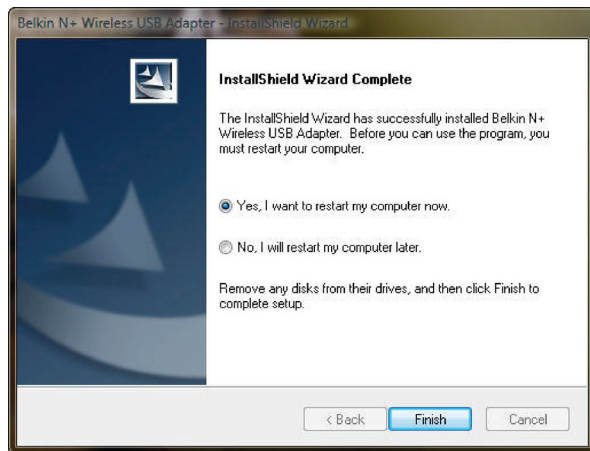 Belkin N+ Wireless USB Adapter - InstallShield Wizard
InstallShield Wizard Complete
The InstallShield Wizard has successfully installed Belkin N+
Wireless USB Adapter. Before you can use the program, you
must restart your computer.
Yes, I want to restart my computer now.
No, I will restart my computer later.
Remove any disks from their drives, and then click Finish to
complete setup.
< Back
Finish
Cancel